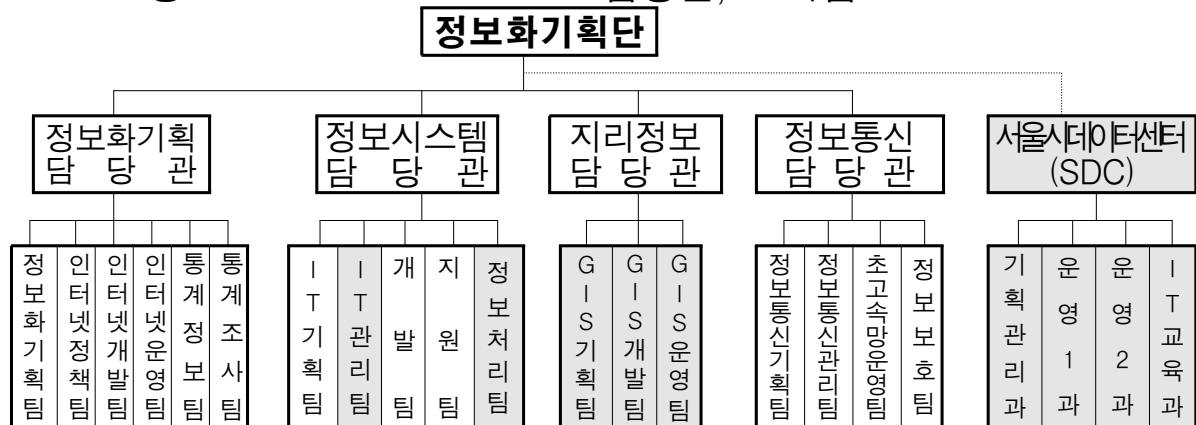 정보화기획단
정보화기획
담 당 관
정보시스템
담 당 관
지리정보
담 당 관
정보통신
담 당 관
서울시데이터센터
(SDC)
정보화기획팀
인터넷정책팀
인터넷개발팀
인터넷운영팀
통계정보팀
통계조사팀
IT기획팀
IT관리팀
개발팀
지원팀
정보처리팀
GIS기획팀
GIS개발팀
GIS운영팀
정보통신기획팀
정보통신관리팀
초고속망운영팀
정보보호팀
기획관리과
운영1과
운영2과
IT교육과